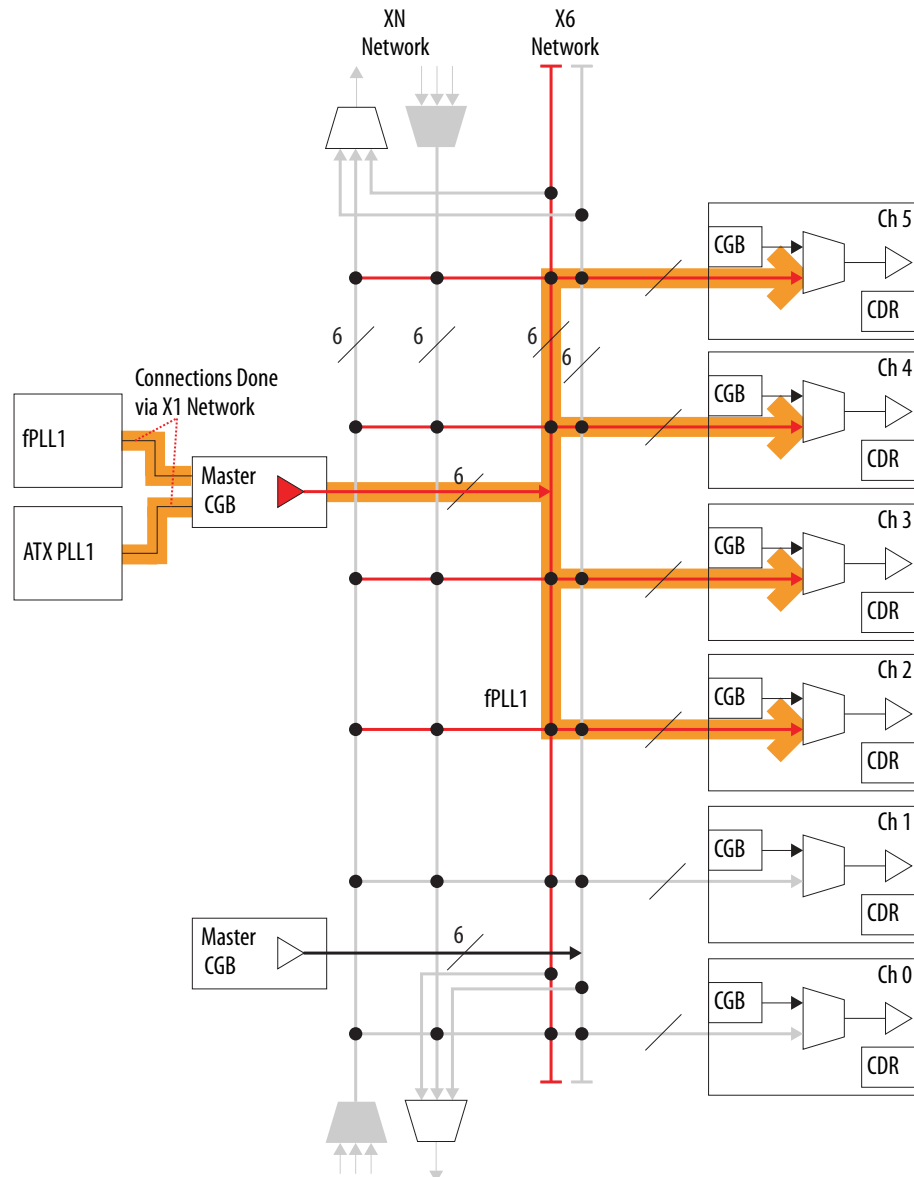 XN
Network
X6
Network
Ch 5
CGB
CDR
6
6
6
6
Connections Done
via X1 Network
Ch 4
CGB
CDR
fPLL1
Master
CGB
6
ATX PLL1
Ch 3
CGB
CDR
fPLL1
Ch 2
CGB
CDR
Ch 1
CGB
CDR
Master
CGB
6
Ch 0
CGB
CDR